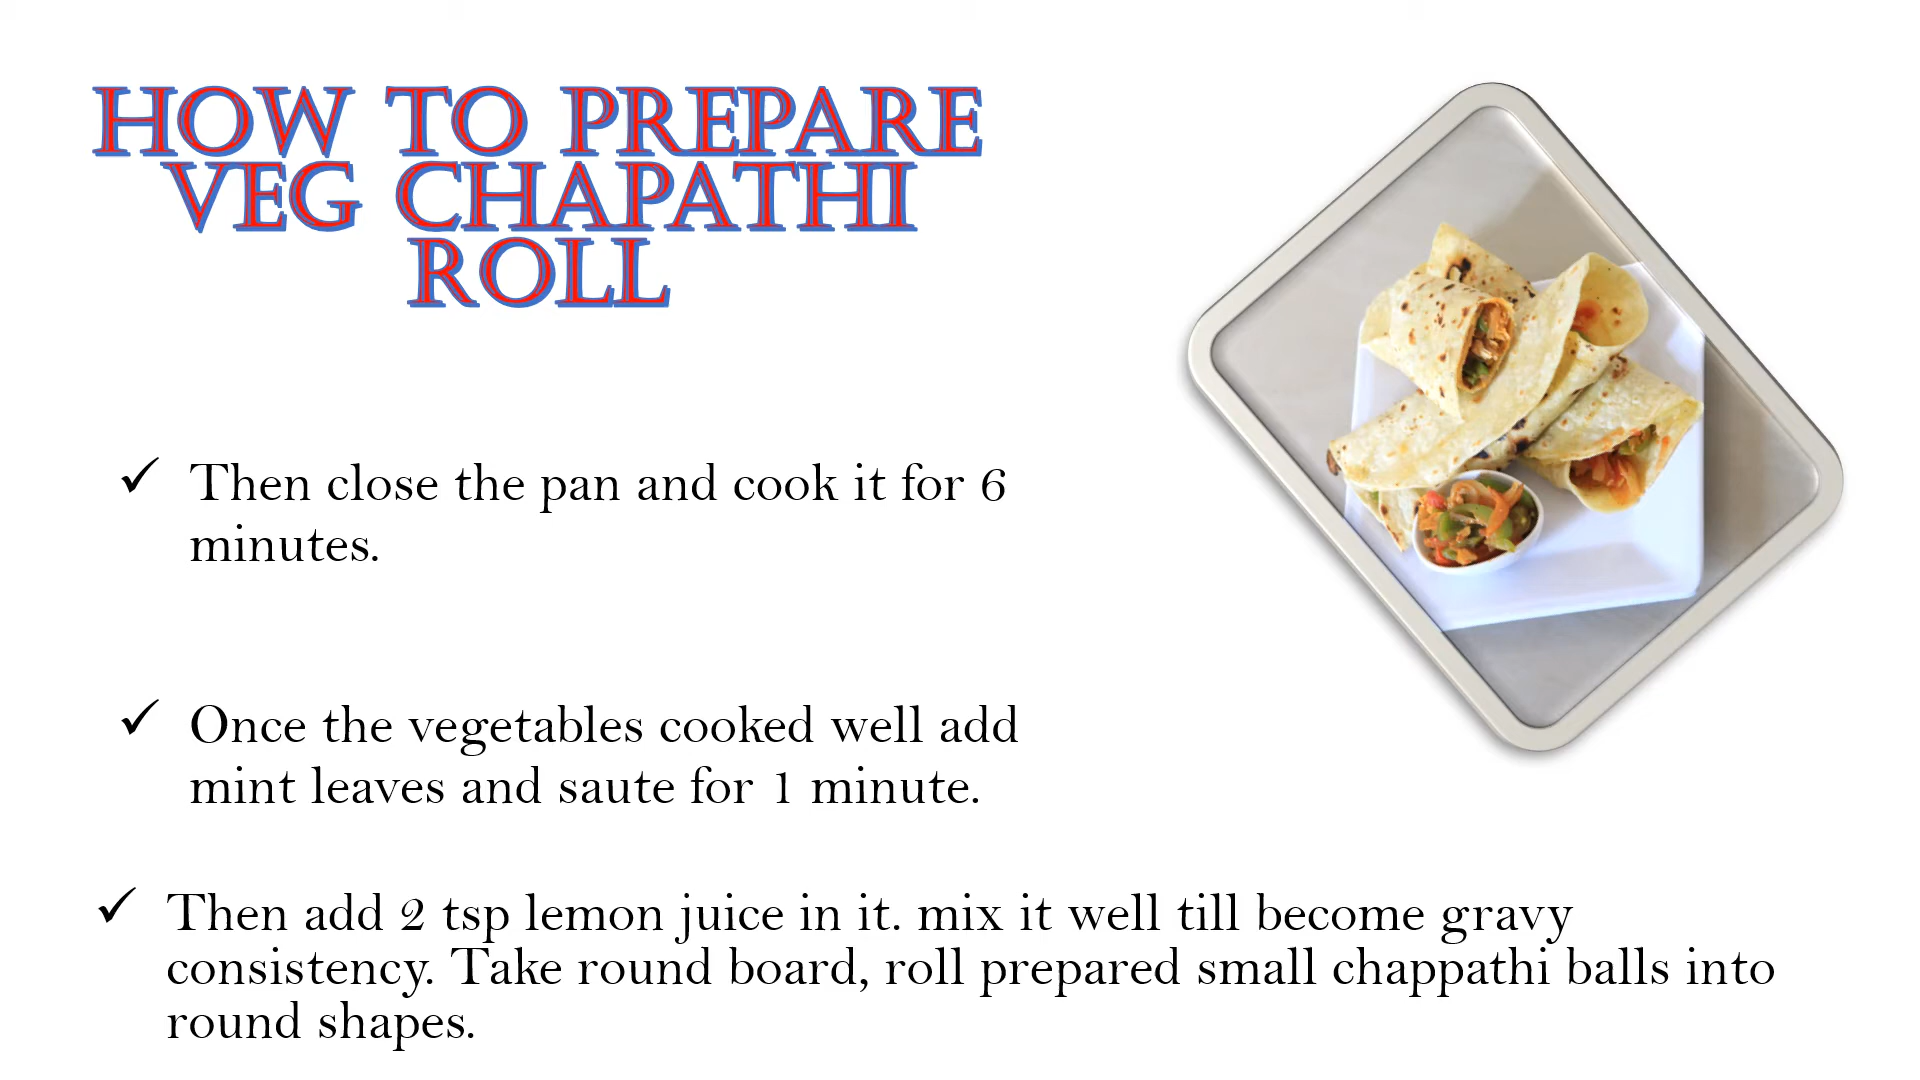 HOW TO PREPARE
VEG CHAPATHI
ROLL
✓ Then close the pan and cook it for 6
minutes.
✓ Once the vegetables cooked well add
mint leaves and saute for 1 minute.
✓ Then add 2 tsp lemon juice in it. mix it well till become gravy
consistency. Take round board, roll prepared small chappathi balls into
round shapes.